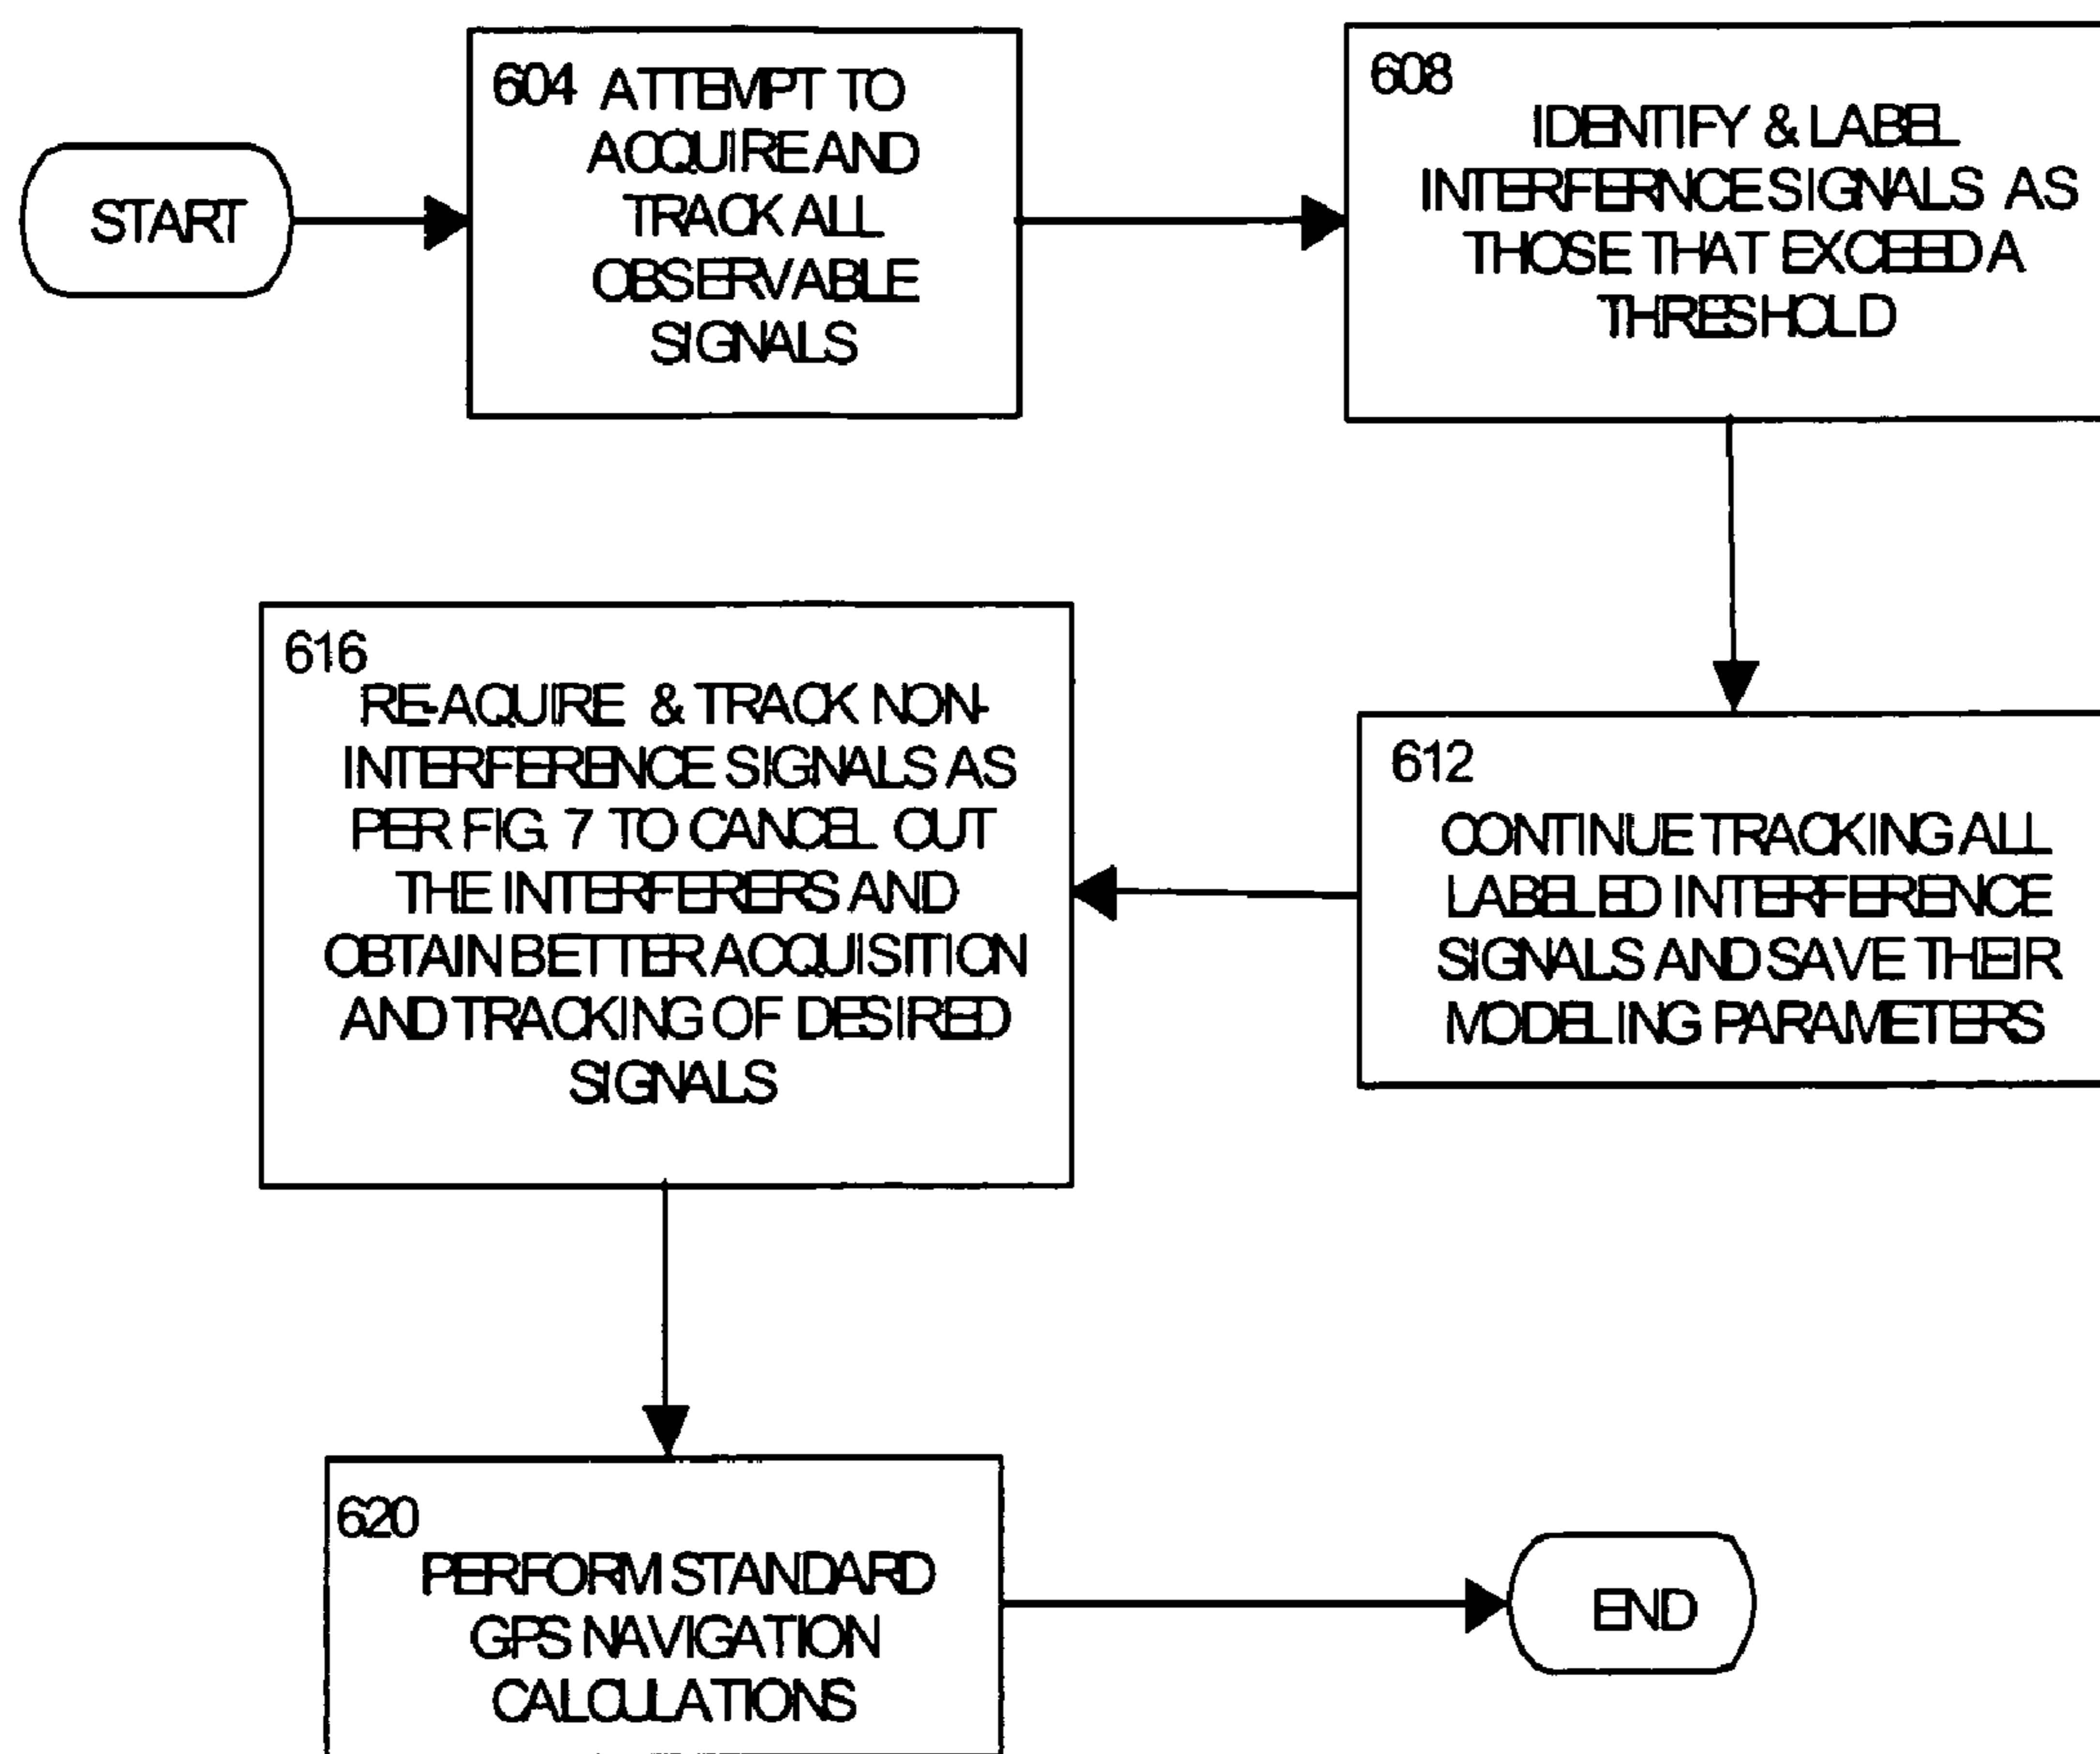 START
604 ATTEMPT TO
ACQUIRE AND
TRACK ALL
OBSERVABLE
SIGNALS
608
IDENTIFY & LABEL
INTERFERNCE SIGNALS AS
THOSE THAT EXCEED A
THRESHOLD
612
CONTINUE TRACKING ALL
LABELED INTERFERENCE
SIGNALS AND SAVE THEIR
MODELING PARAMETERS
616
RE-AQUIRE & TRACK NON-
INTERFERENCE SIGNALS AS
PER FIG. 7 TO CANCEL OUT
THE INTERFERERS AND
OBTAIN BETTER ACQUISITION
AND TRACKING OF DESIRED
SIGNALS
620
PERFORM STANDARD
GPS NAVIGATION
CALCULATIONS
END